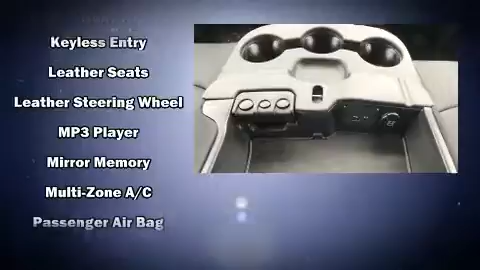 Keyless Entry
Leather Seats
Leather Steering Wheel
MP3 Player
Mirror Memory
Multi-Zone A/C
Passenger Air Bag